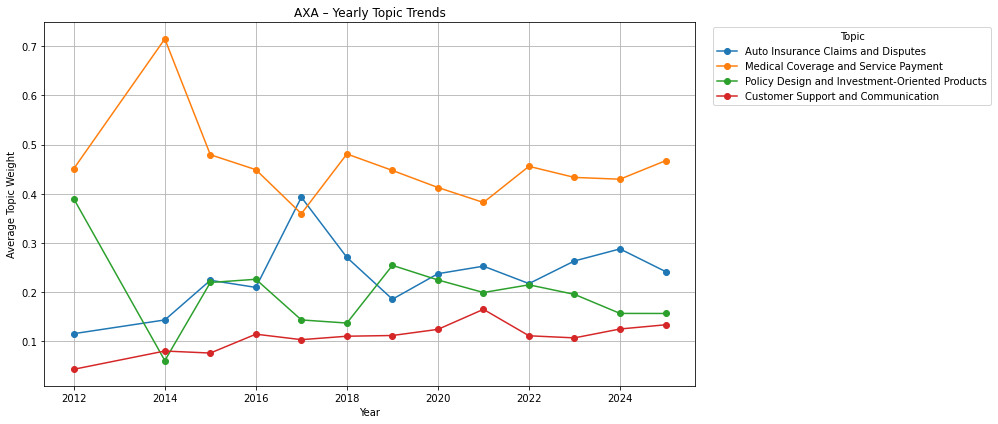 AXA – Yearly Topic Trends
Topic
Auto Insurance Claims and Disputes
Medical Coverage and Service Payment
Policy Design and Investment-Oriented Products
Customer Support and Communication
Average Topic Weight
0.7
0.6
0.5
0.4
0.3
0.2
0.1
2012 2014 2016 2018 2020 2022 2024
Year